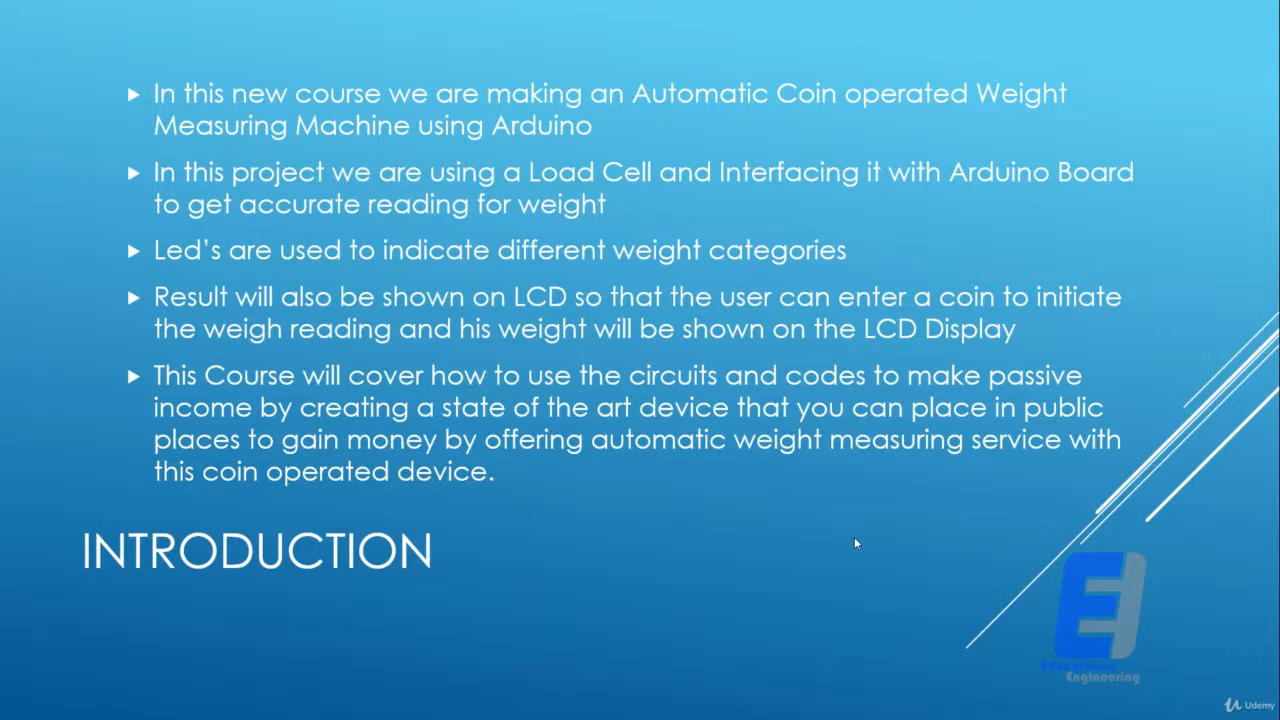 In this new course we are making an Automatic Coin operated Weight
Measuring Machine using Arduino
In this project we are using a Load Cell and Interfacing it with Arduino Board
to get accurate reading for weight
Led's are used to indicate different weight categories
Result will also be shown on LCD so that the user can enter a coin to initiate
the weigh reading and his weight will be shown on the LCD Display
This Course will cover how to use the circuits and codes to make passive
income by creating a state of the art device that you can place in public
places to gain money by offering automatic weight measuring service with
this coin operated device.
INTRODUCTION
EE
Educational
Engineering
Udemy